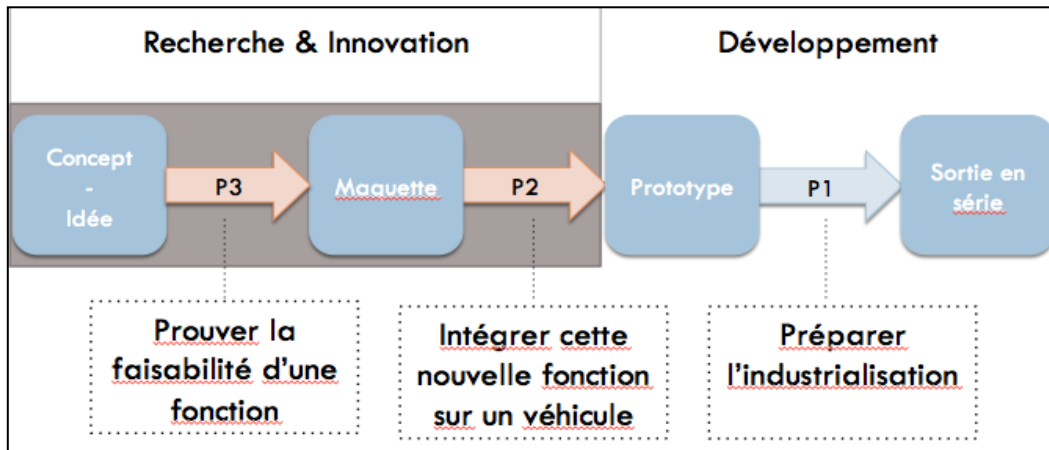 Recherche & Innovation
Développement
Concept
-
Idée
P3
Maquette
P2
Prototype
P1
Sortie en
série
Prouver la
faisabilité d'une
fonction
Intégrer cette
nouvelle fonction
sur un véhicule
Préparer
l'industrialisation